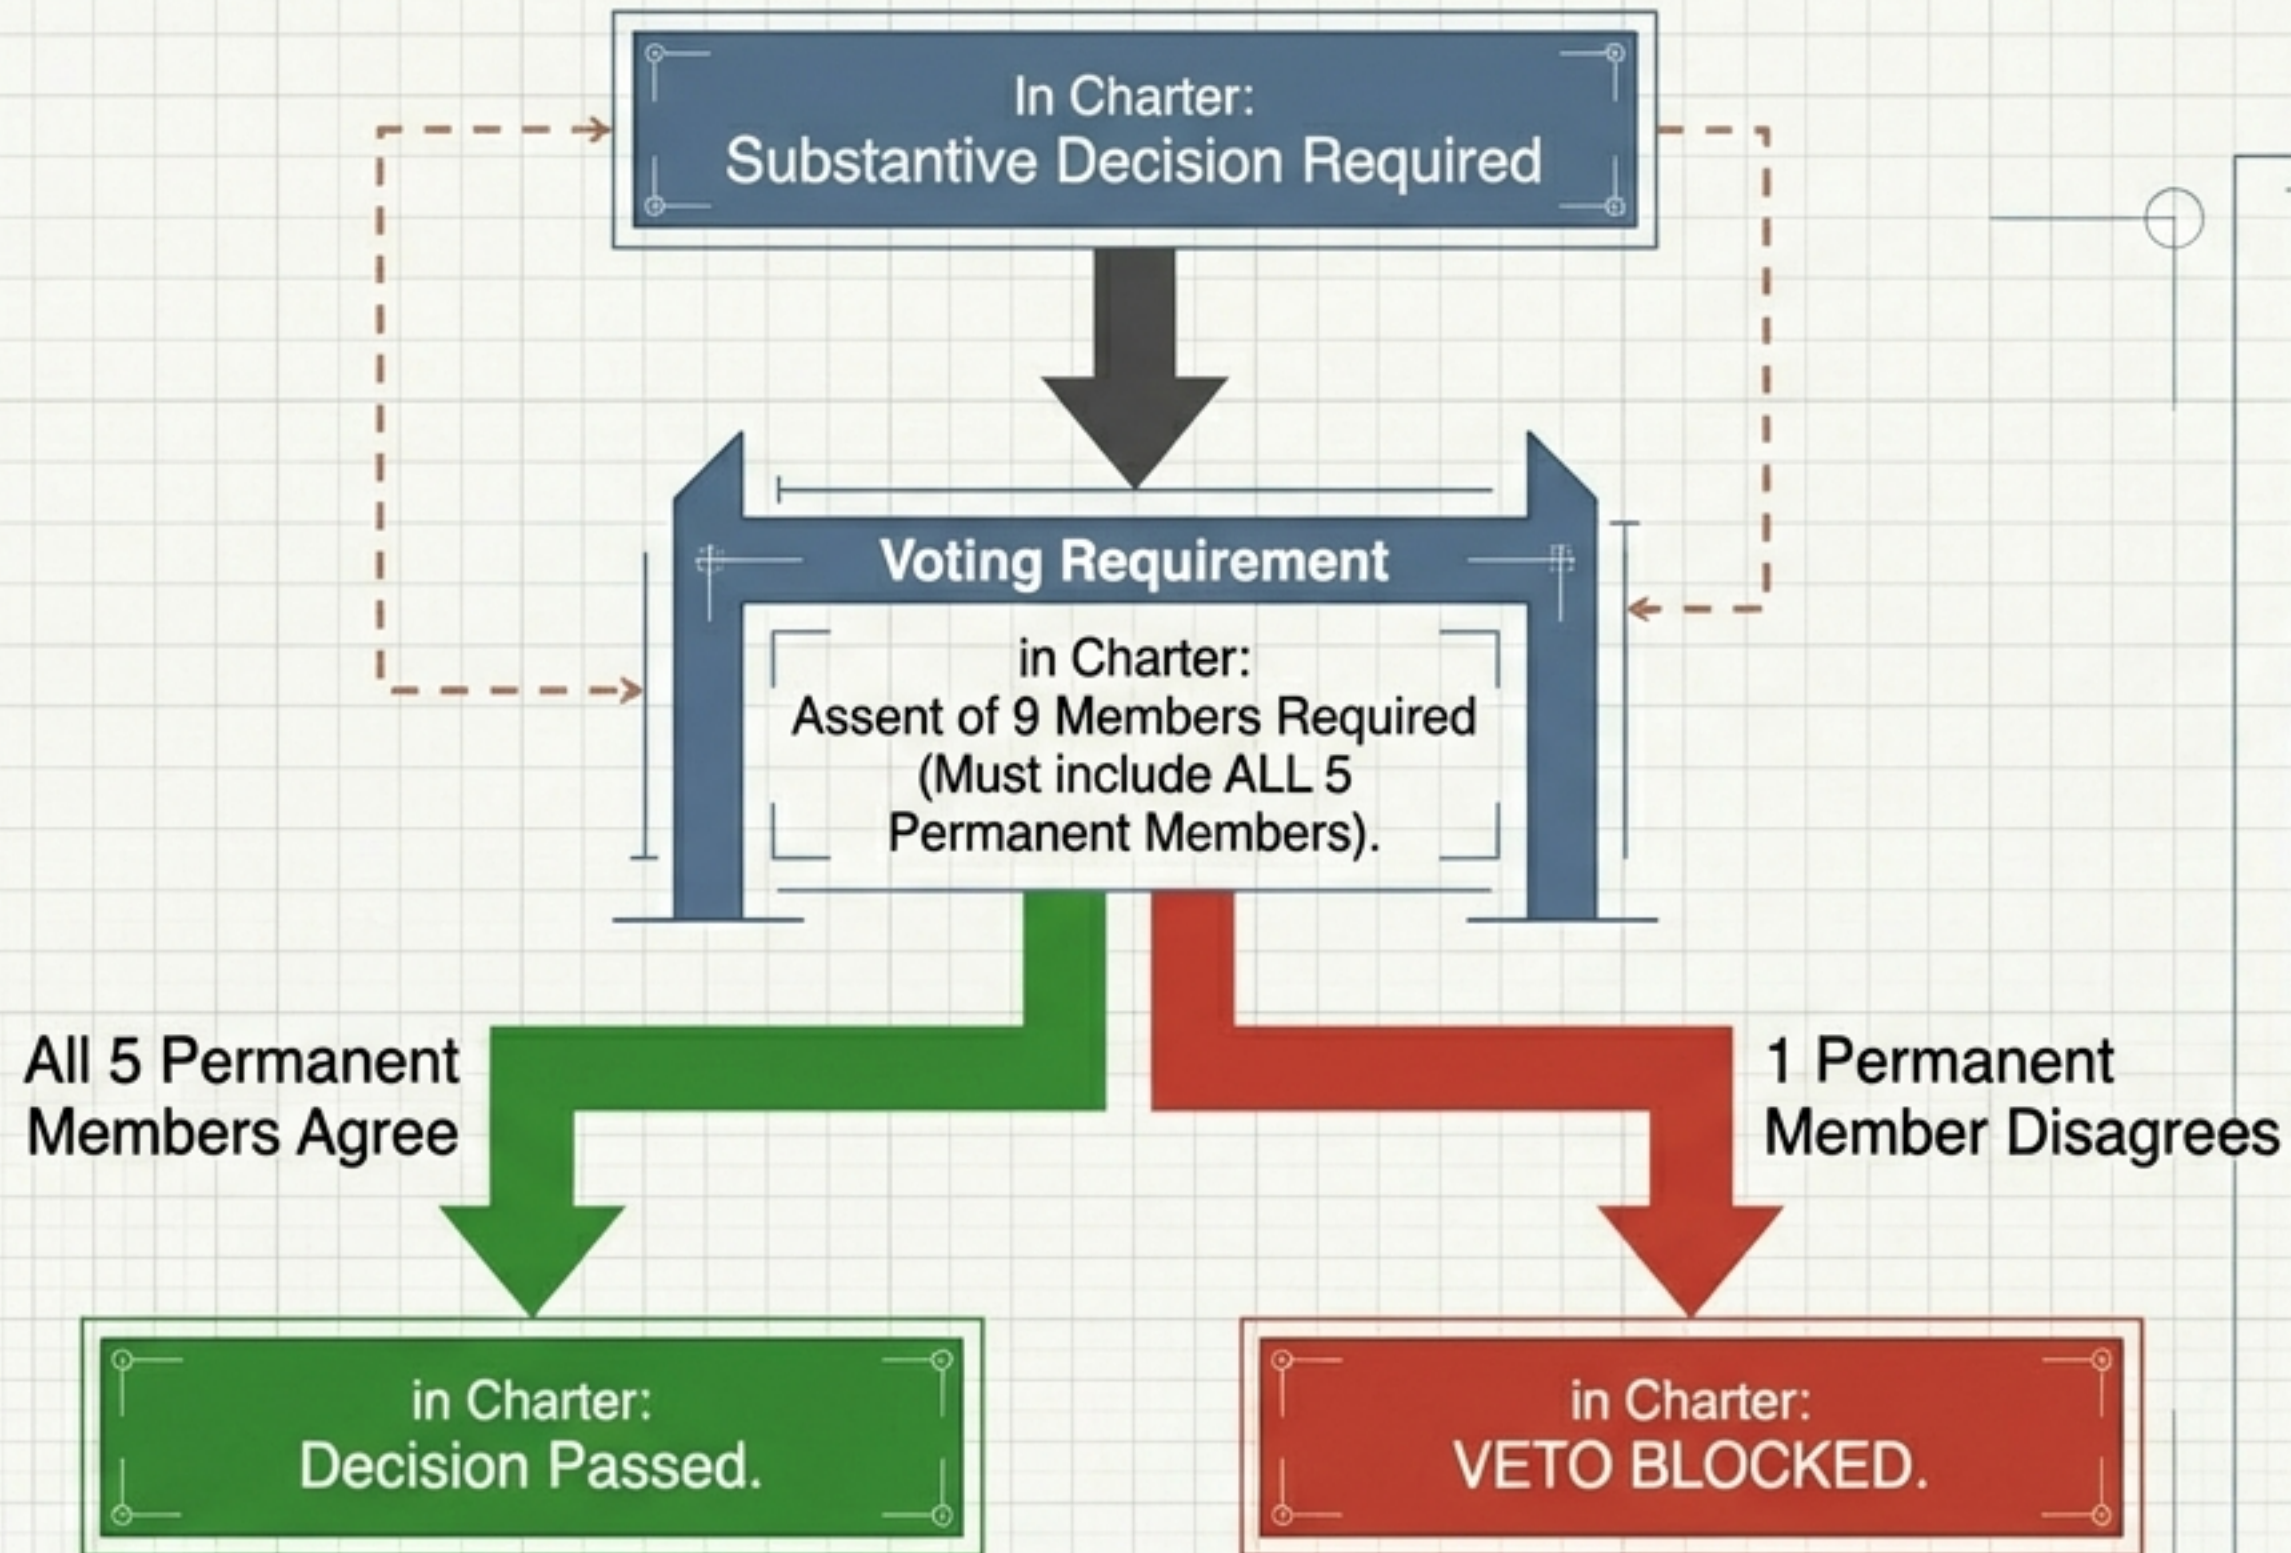 In Charter:
Substantive Decision Required
Voting Requirement
in Charter:
Assent of 9 Members Required
(Must include ALL 5
Permanent Members).
All 5 Permanent
Members Agree
1 Permanent
Member Disagrees
in Charter:
Decision Passed.
in Charter:
VETO BLOCKED.